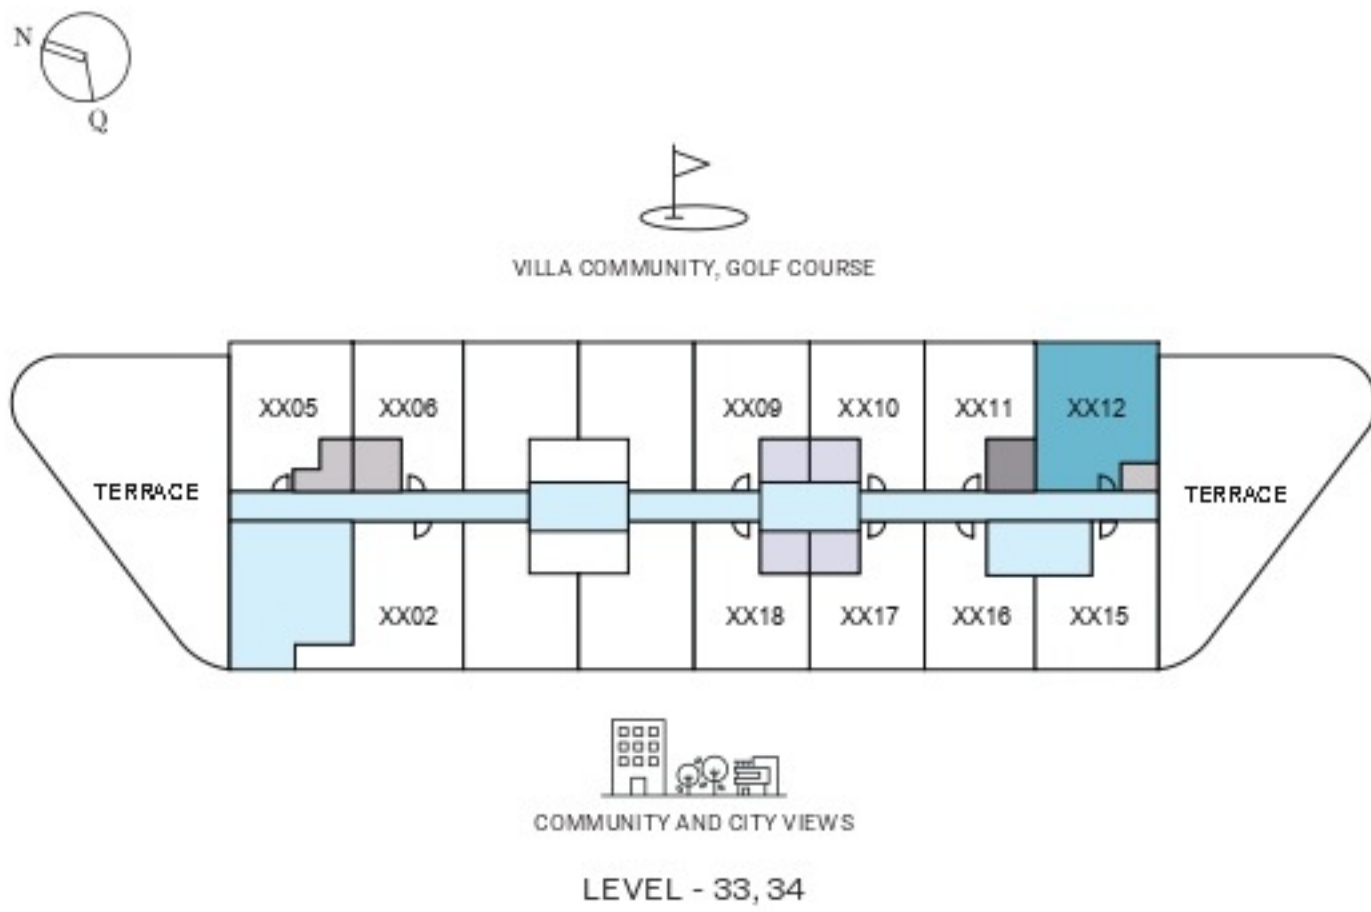 N
Q
VILLA COMMUNITY, GOLF COURSE
XX05 XX06 XX09 XX10 XX11 XX12
TERRACE TERRACE
XX02 XX18 XX17 XX16 XX15
COMMUNITY AND CITY VIEWS
LEVEL - 33, 34